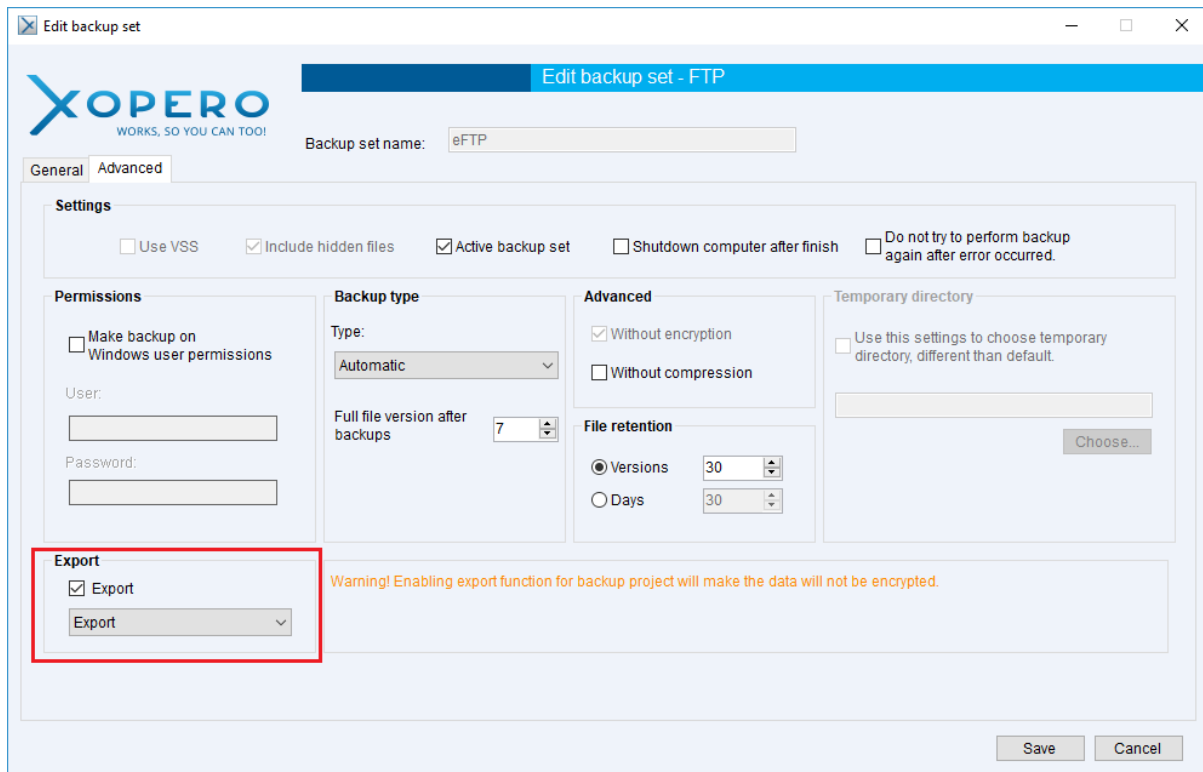 Edit backup set
Edit backup set - FTP
XOPERO
WORKS, SO YOU CAN TOO!
Backup set name:
eFTP
General
Advanced
Settings
Use VSS
Include hidden files
Active backup set
Shutdown computer after finish
Do not try to perform backup
again after error occurred.
Permissions
Make backup on
Windows user permissions
User:
Password:
Backup type
Type:
Automatic
Full file version after
backups
7
Advanced
Without encryption
Without compression
File retention
Versions
30
Days
30
Temporary directory
Use this settings to choose temporary
directory, different than default.
Choose...
Export
Export
Export
Warning! Enabling export function for backup project will make the data will not be encrypted.
Save
Cancel